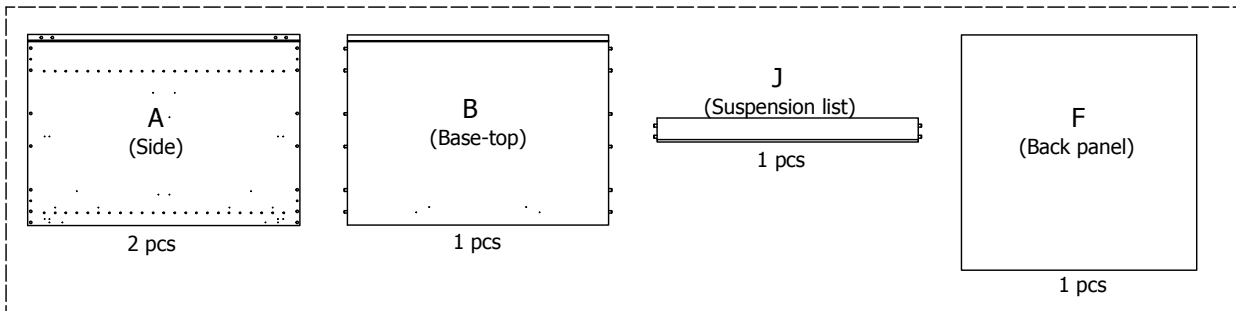 A
(Side)
2 pcs
B
(Base-top)
1 pcs
J
(Suspension list)
1 pcs
F
(Back panel)
1 pcs